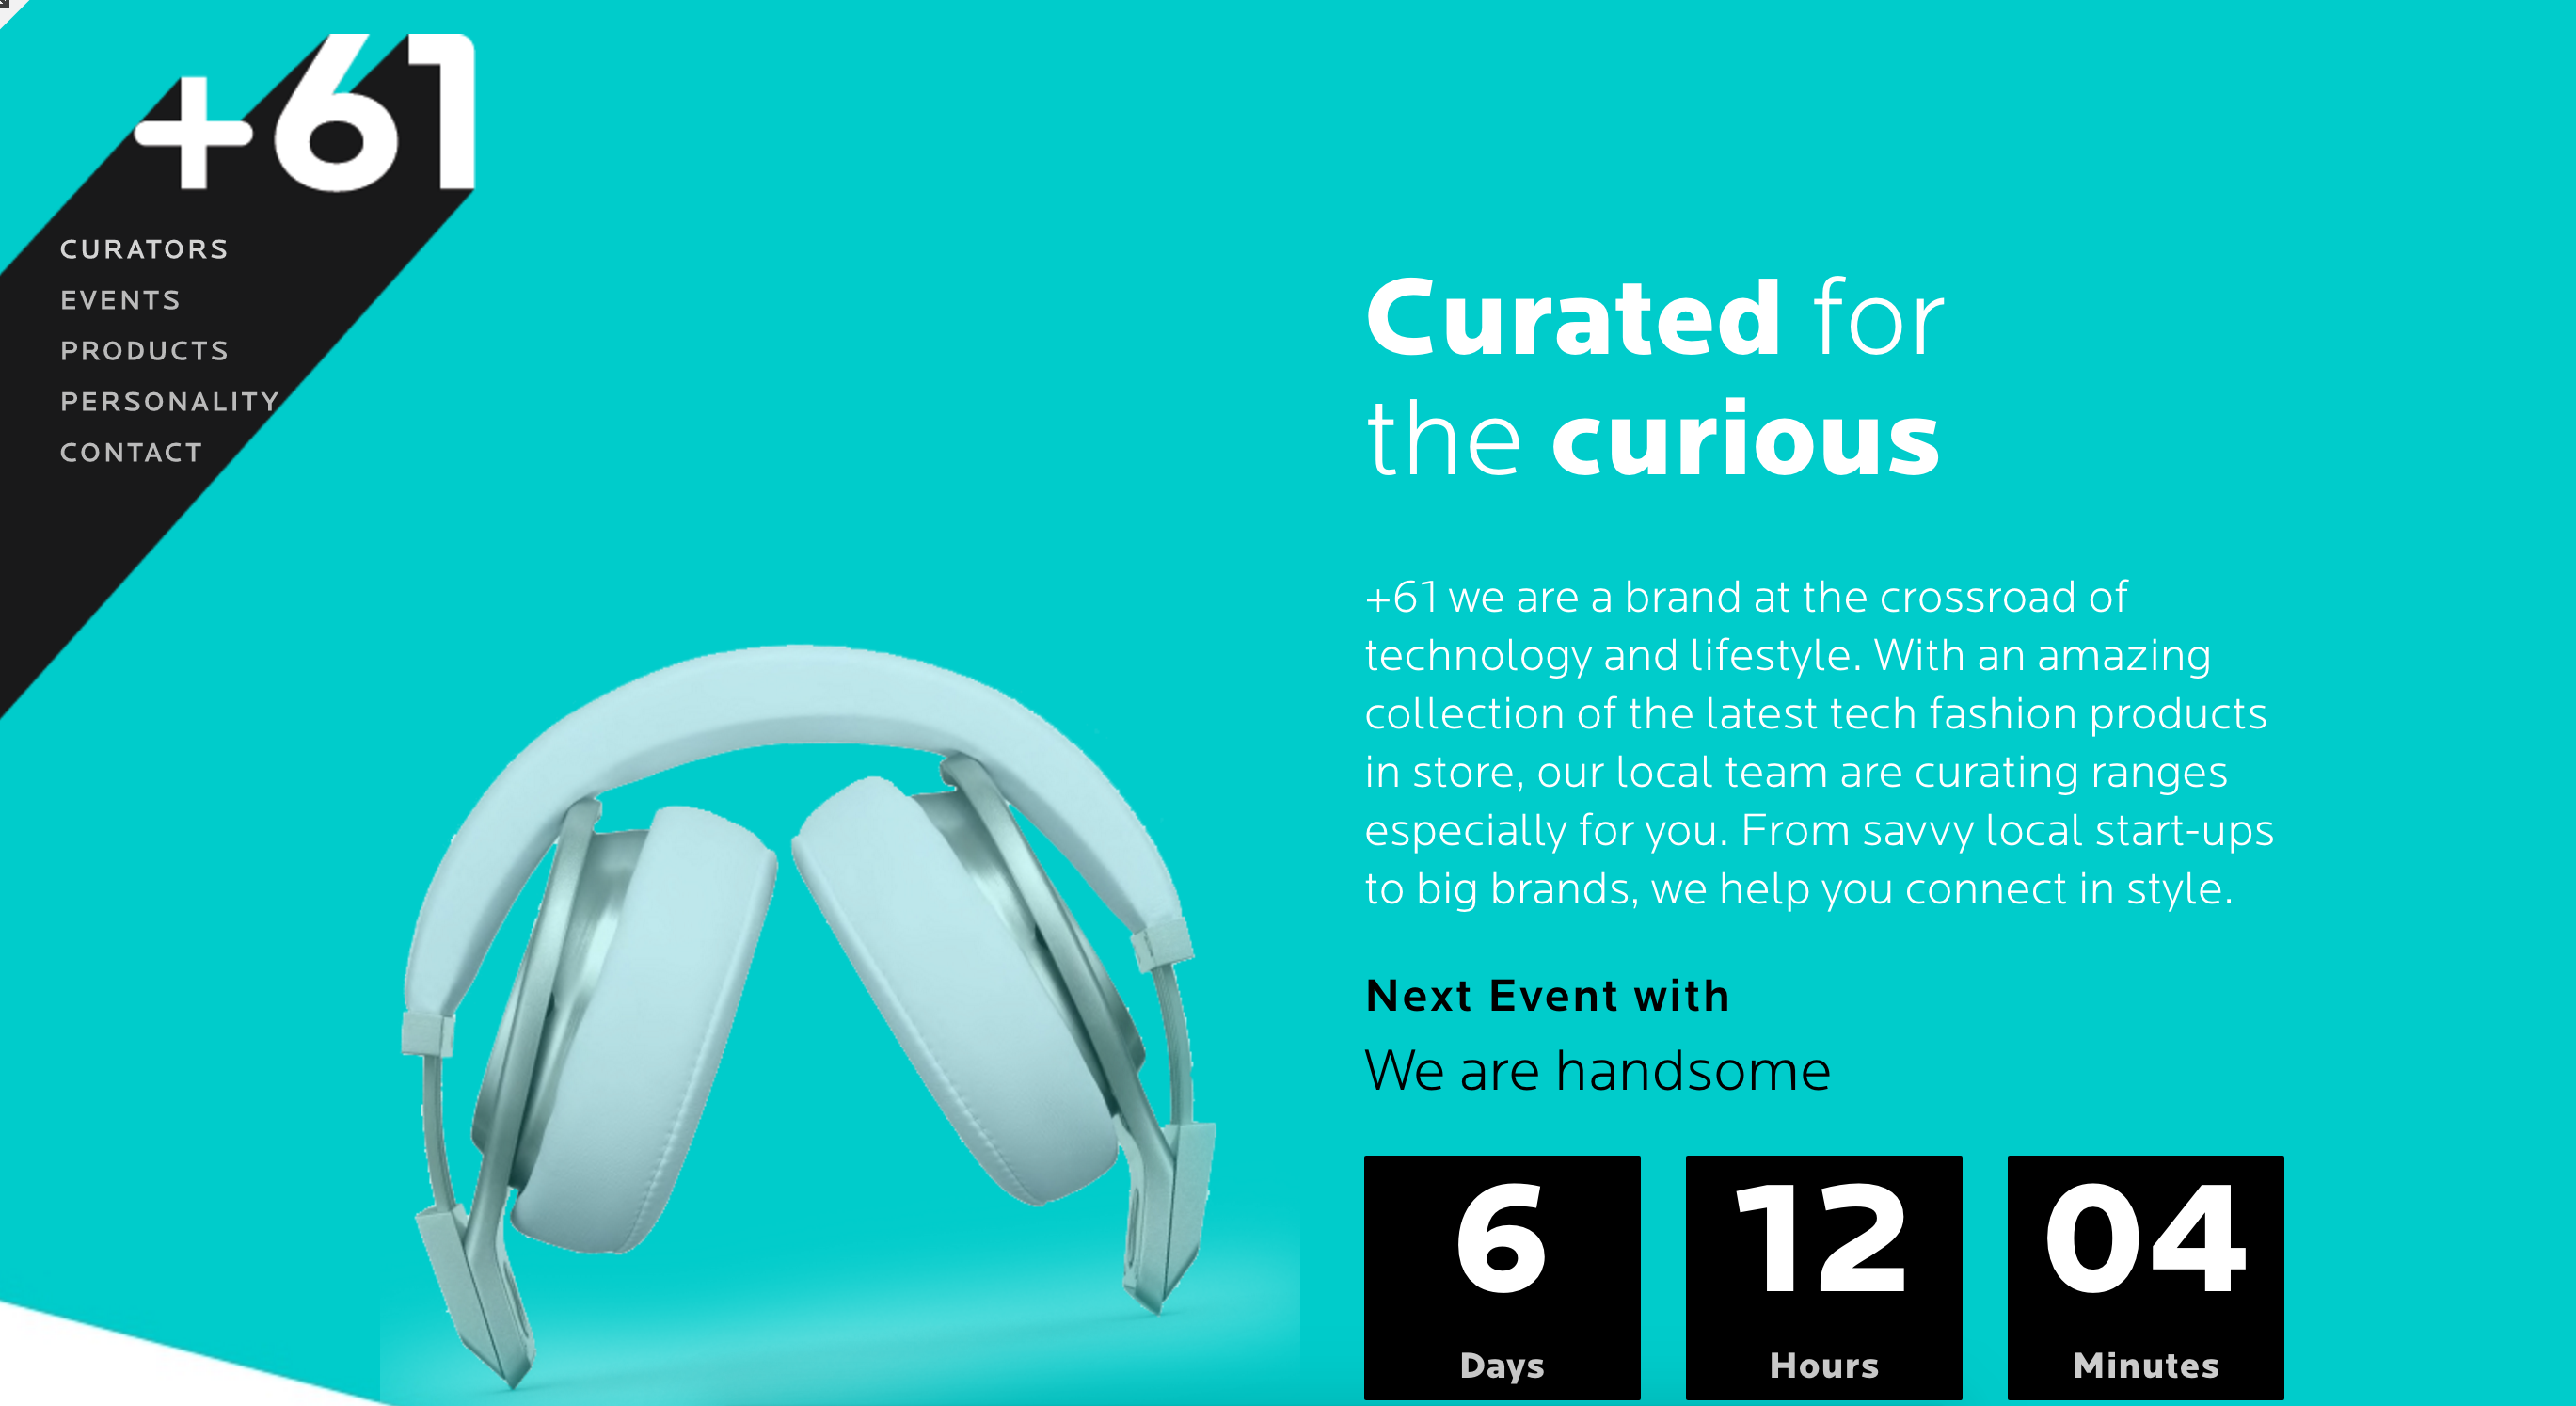 +61
CURATORS
EVENTS
PRODUCTS
PERSONALITY
CONTACT
Curated for
the curious
+61 we are a brand at the crossroad of
technology and lifestyle. With an amazing
collection of the latest tech fashion products
in store, our local team are curating ranges
especially for you. From savvy local start-ups
to big brands, we help you connect in style.
Next Event with
We are handsome
6 12 04
Days Hours Minutes